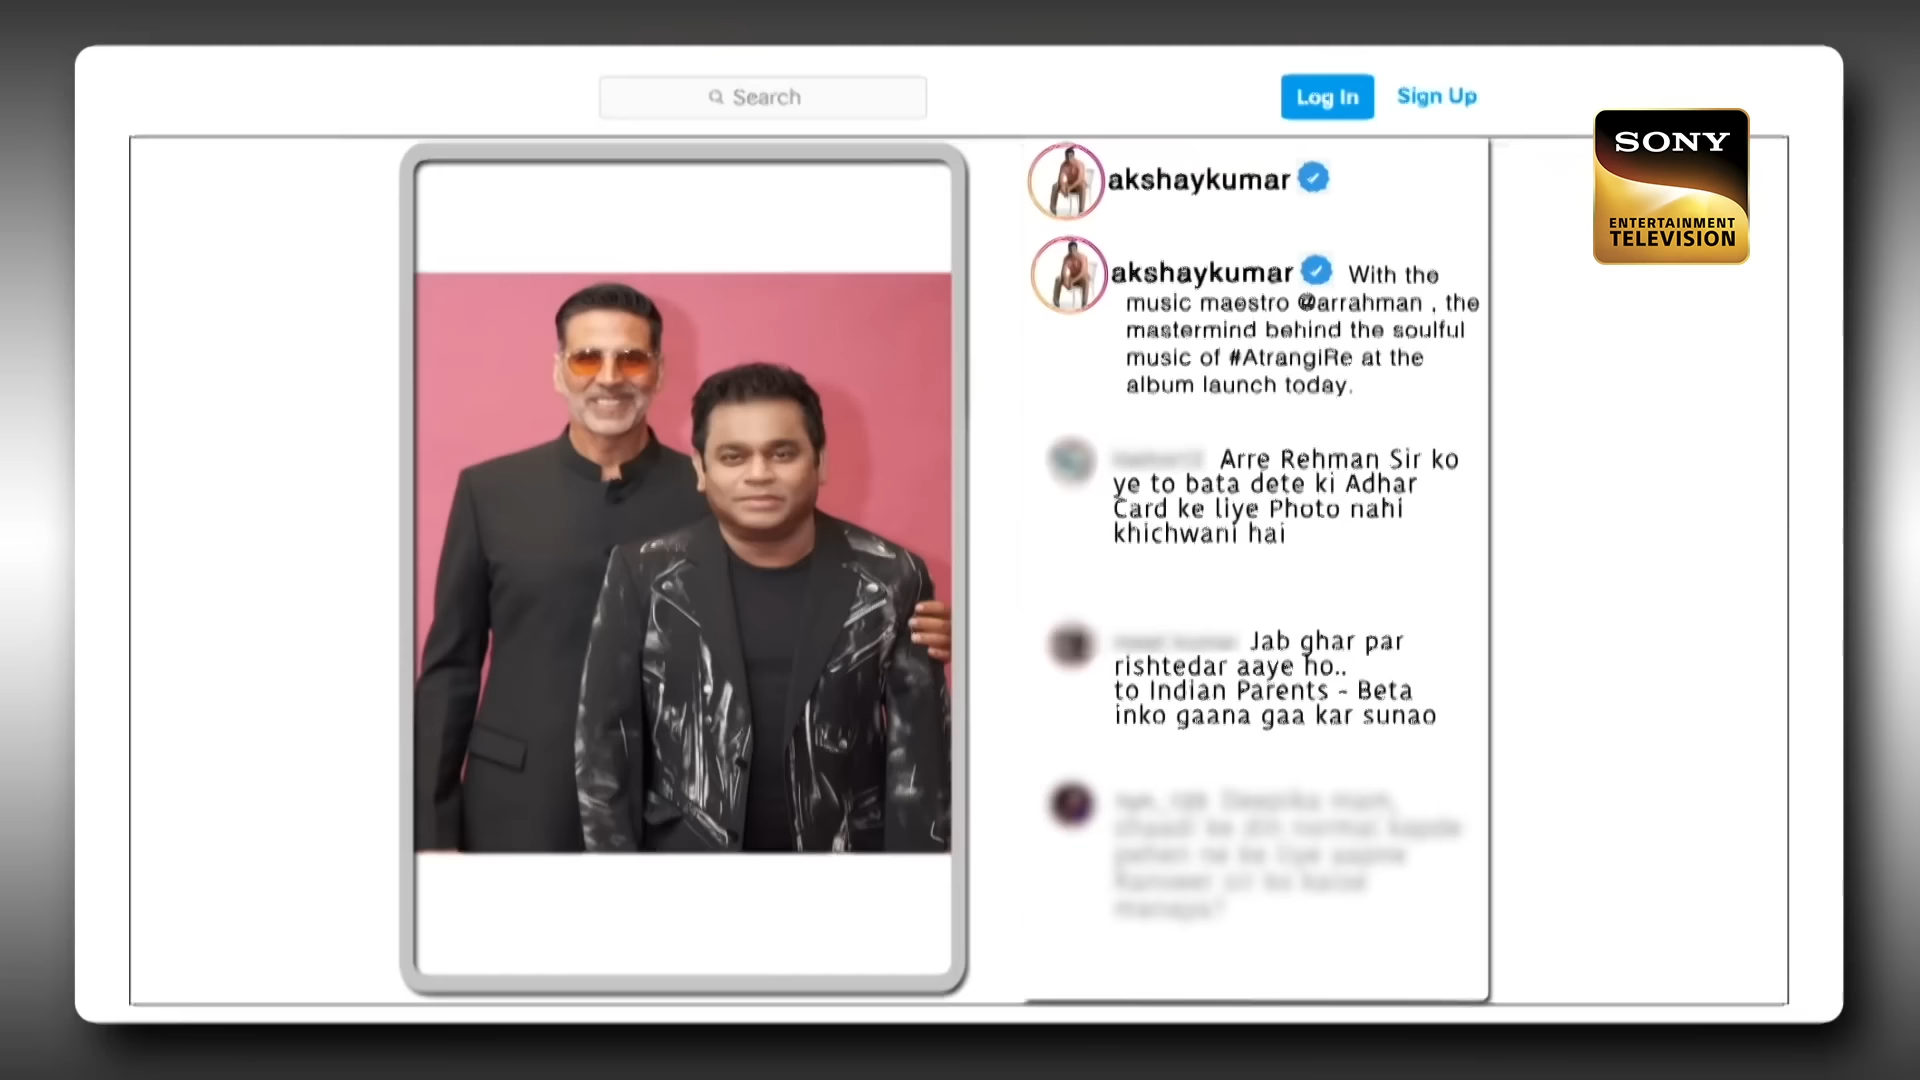 Search
Log In
Sign Up
SONY
ENTERTAINMENT
TELEVISION
akshaykumar
akshaykumar With the
music maestro @arrahman , the
mastermind behind the soulful
music of #AtrangiRe at the
album launch today.
Arre Rehman Sir ko
ye to bata dete ki Adhar
Card ke liye Photo nahi
khichwani hai
Jab ghar par
rishtedar aaye ho..
to Indian Parents - Beta
inko gaana gaa kar sunao